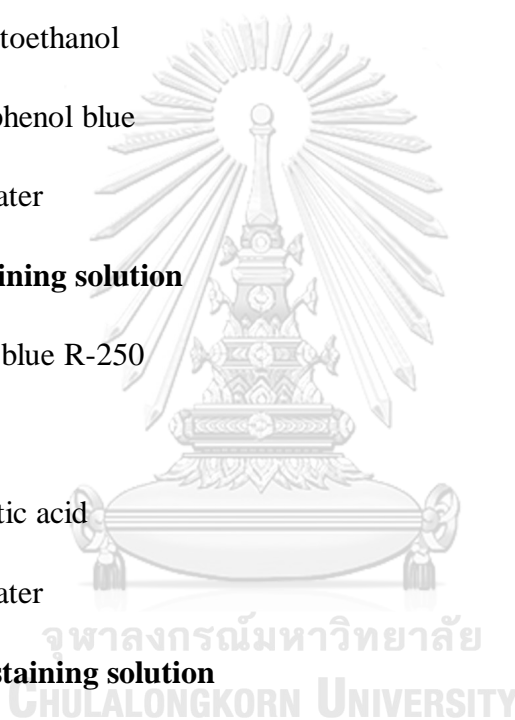 toethanol
phenol blue
ater
ining solution
blue R-250
tic acid
ater
จุฬาลงกรณ์มหาวิทยาลัย
staining solution
CHULALONGKORN UNIVERSITY